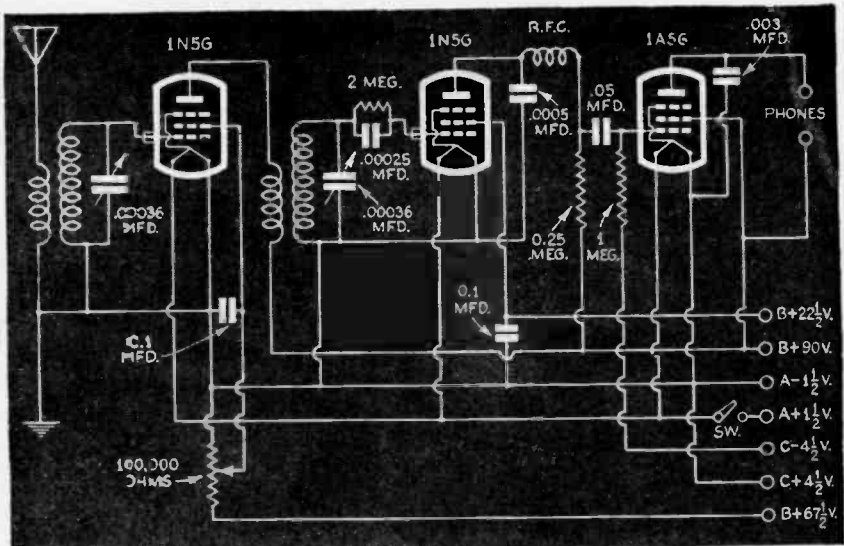 1N5G
1N5G
R.F.C.
1A5G
.003
MFD.
2 MEG.
.05
MFD.
PHONES
.0005
MFD.
.00025
MFD.
.00036
MFD.
.00036
MFD.
0.25
MEG.
1
MEG.
0.1
MFD.
B+22½V.
B+90V.
0.1
MFD.
A-1½V.
A+1½V.
SW.
C-4½V.
100,000
OHMS
C+4½V.
B+67½V.